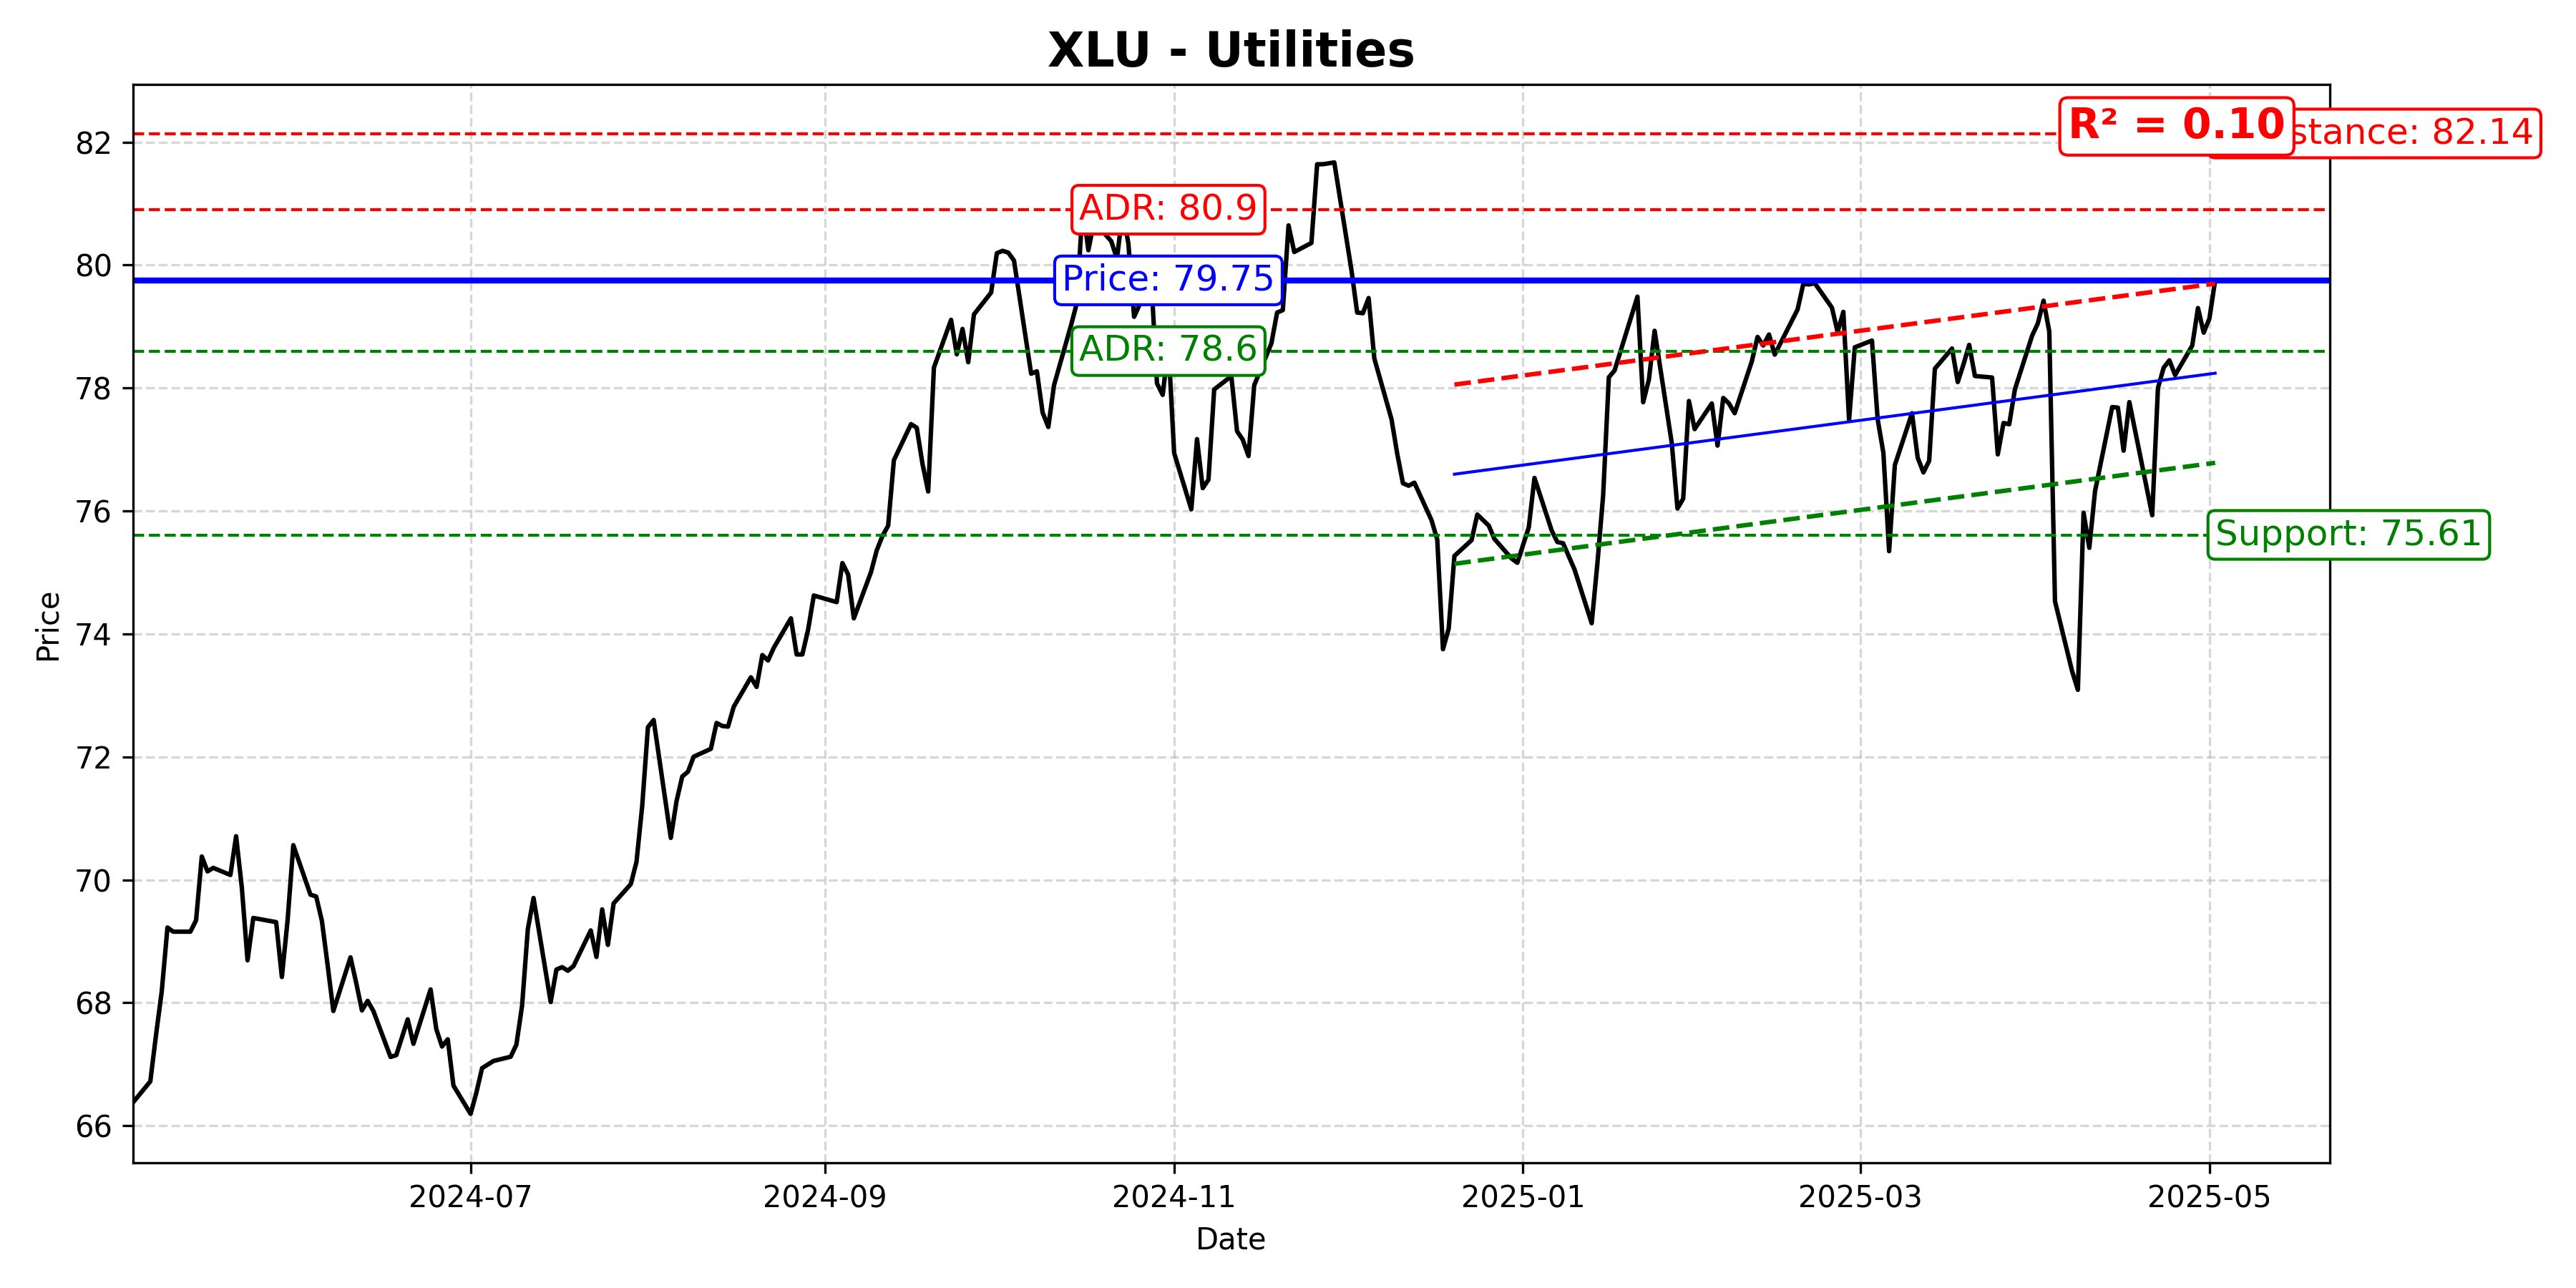 XLU - Utilities
R² = 0.10
stance: 82.14
ADR: 80.9
Price: 79.75
ADR: 78.6
Support: 75.61
Price
82
80
78
76
74
72
70
68
66
2024-07
2024-09
2024-11
2025-01
2025-03
2025-05
Date